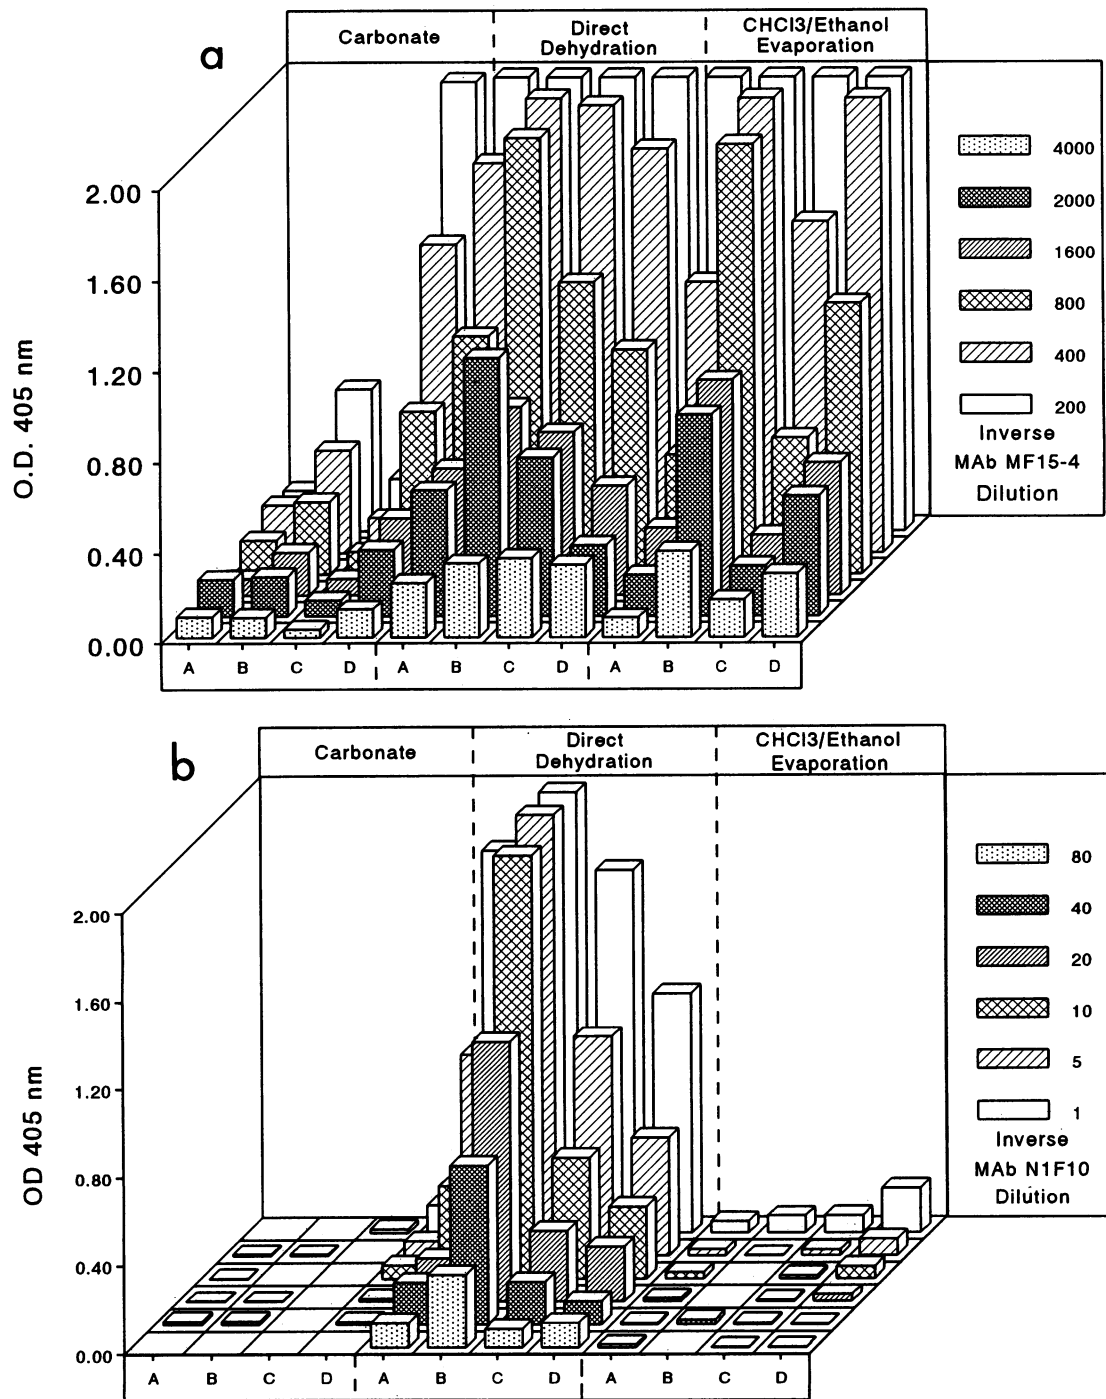 a
Carbonate
Direct
Dehydration
CHCl3/Ethanol
Evaporation
O.D. 405 nm
2.00
1.60
1.20
0.80
0.40
0.00
A B C D A B C D A B C D
4000
2000
1600
800
400
200
Inverse
MAb MF15-4
Dilution
b
Carbonate
Direct
Dehydration
CHCl3/Ethanol
Evaporation
OD 405 nm
2.00
1.60
1.20
0.80
0.40
0.00
A B C D A B C D A B C D
80
40
20
10
5
1
Inverse
MAb N1F10
Dilution